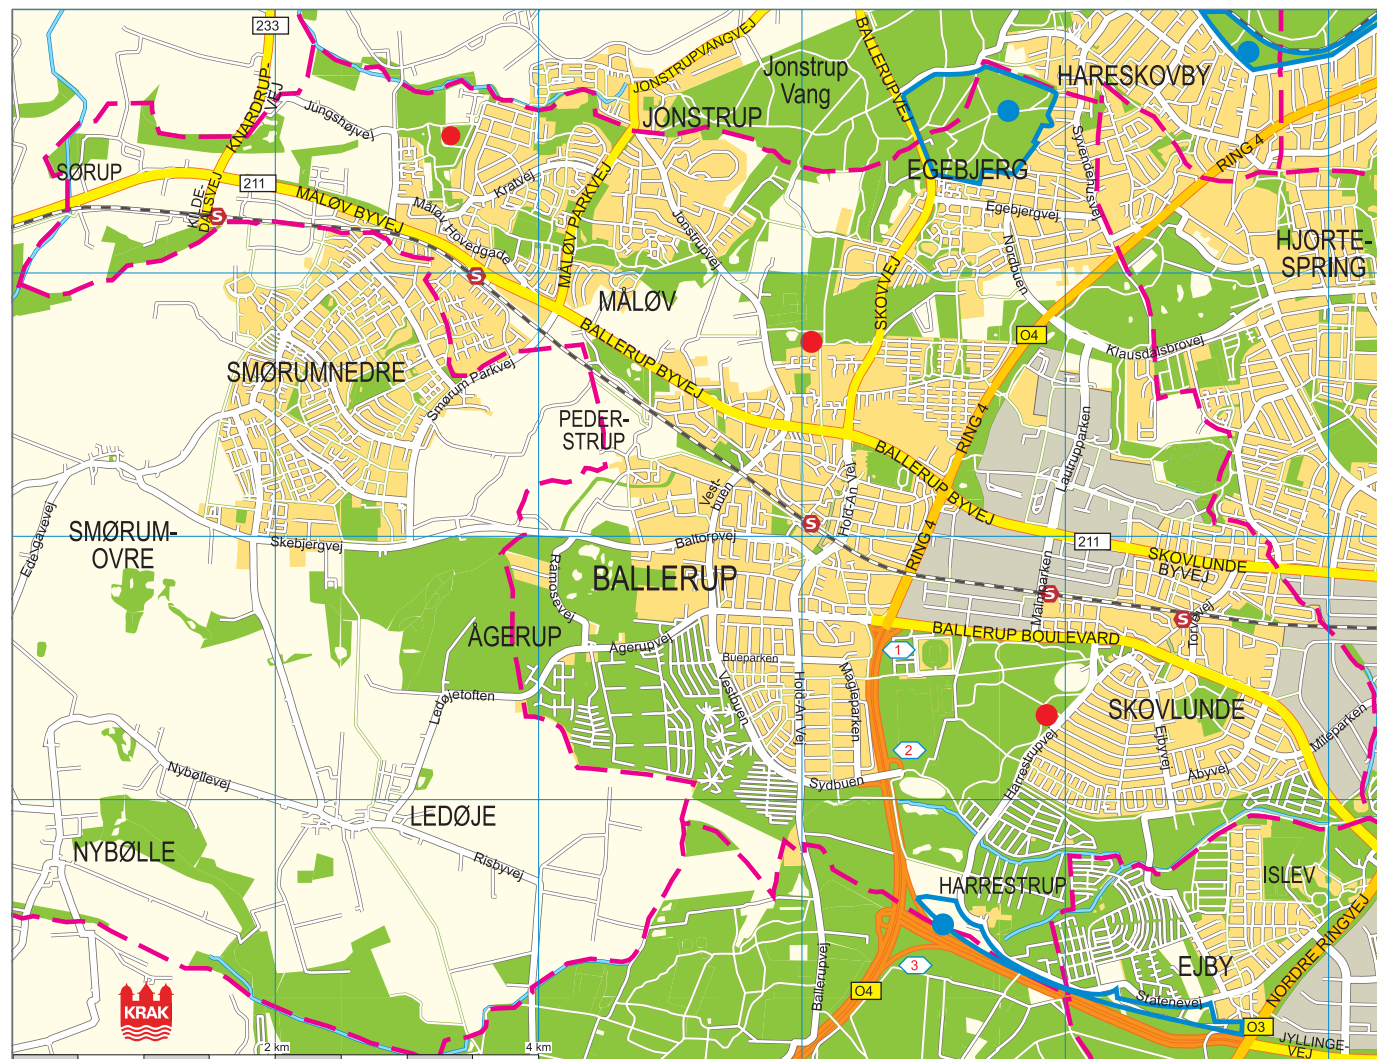 233
KNARDRUP-
VEJ
Jungshøjvej
SØRUP
211
KILDE-
DALSVEJ
S
MÅLØV BYVEJ
Måløv Hovedgade
Kratvej
S
JONSTRUPVANGVEJ
JONSTRUP
Jonstrup
Vang
MÅLØV PARKVEJ
Jonstrupvej
MÅLØV
BALLERUPVEJ
EGEBJERG
Egebjergvej
Nordbuen
Syvendehusvej
HARESKOVBY
RING 4
HJORTE-
SPRING
SKOVVEJ
O4
Klausdalsbrovej
SMØRUMNEDRE
Smørum Parkvej
BALLERUP BYVEJ
PEDER-
STRUP
RING 4
Lautrupparken
BALLERUP BYVEJ
Vest-
buen
Hold-An Vej
S
SMØRUM-
OVRE
Skebjergvej
Baltorpvej
RING 4
211
SKOVLUNDE
BYVEJ
BALLERUP
Råmosevej
Malmparken
S
S
Torvevej
ÅGERUP
Agerupvej
BALLERUP BOULEVARD
1
Bueparken
Magleparken
Vestbuen
Hold-An Vej
Ledøjetoften
SKOVLUNDE
Ejbyvej
Mileparken
2
Harrestrupvej
Åbyvej
Sydbuen
Nybøllevej
LEDØJE
NYBØLLE
Risbyvej
HARRESTRUP
ISLEV
NORDRE RINGVEJ
Ballerupvej
3
EJBY
O4
Statenevej
O3
JYLLINGE-
VEJ
KRAK
2 km
4 km